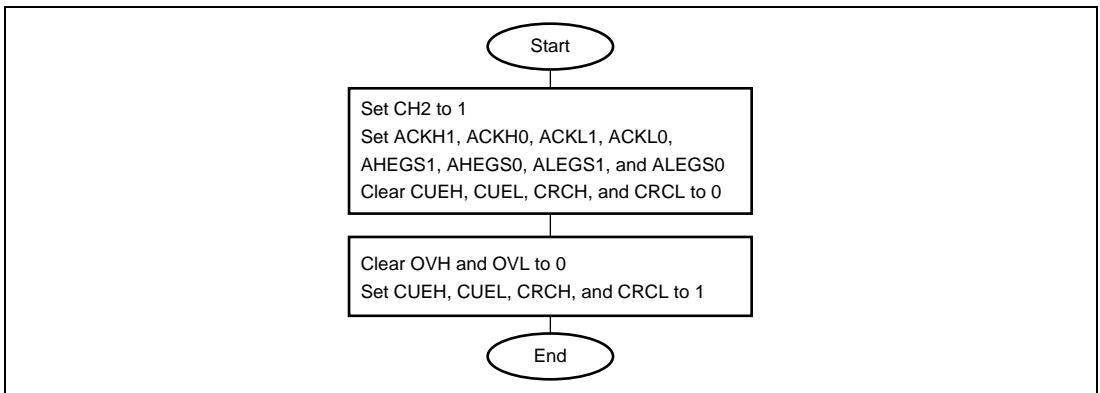 Start
Set CH2 to 1
Set ACKH1, ACKH0, ACKL1, ACKL0,
AHEGS1, AHEGS0, ALEGS1, and ALEGS0
Clear CUEH, CUEL, CRCH, and CRCL to 0
Clear OVH and OVL to 0
Set CUEH, CUEL, CRCH, and CRCL to 1
End